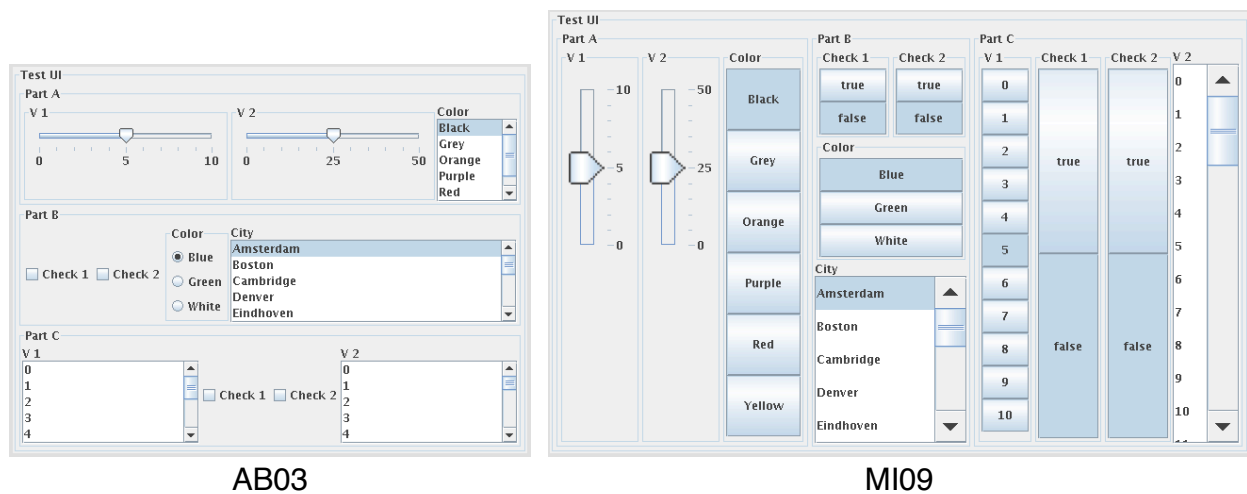 Test UI
Part A
V 1
V 2
Color
0 5 10
0 25 50
Black
Grey
Orange
Purple
Red
Part B
Check 1
Check 2
Color
Blue
Green
White
City
Amsterdam
Boston
Cambridge
Denver
Eindhoven
Part C
V 1
0
1
2
3
4
Check 1
Check 2
V 2
0
1
2
3
4
AB03
Test UI
Part A
V 1
10
5
0
V 2
50
25
0
Color
Black
Grey
Orange
Purple
Red
Yellow
Part B
Check 1
true
false
Check 2
true
false
Color
Blue
Green
White
City
Amsterdam
Boston
Cambridge
Denver
Eindhoven
Part C
V 1
0
1
2
3
4
5
6
7
8
9
10
Check 1
true
false
Check 2
true
false
V 2
0
1
2
3
4
5
6
7
8
9
10
MI09